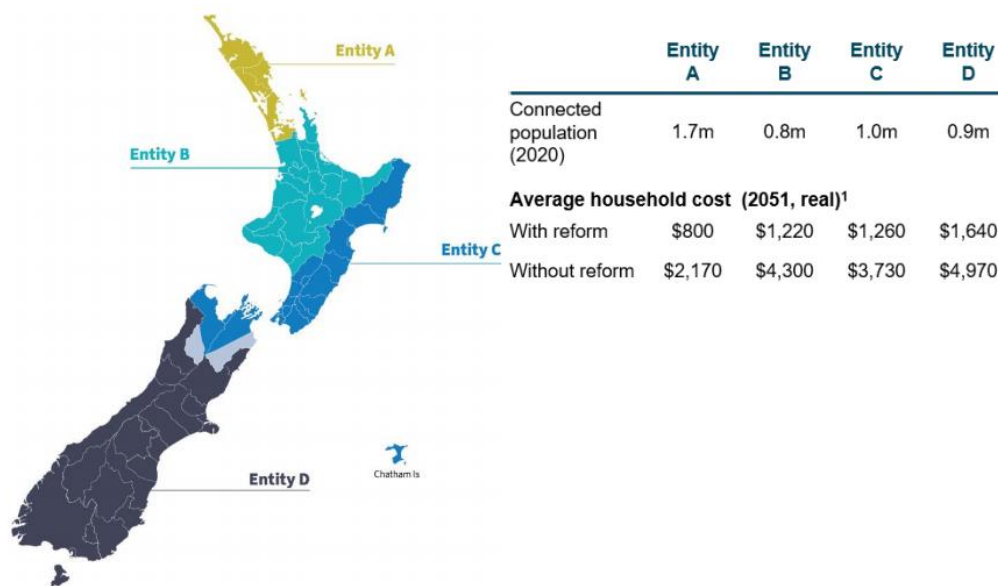 Entity A
Entity B
Entity C
Entity D
Chatham Is
Entity Entity Entity Entity
A B C D
Connected
population 1.7m 0.8m 1.0m 0.9m
(2020)
Average household cost (2051, real)¹
With reform $800 $1,220 $1,260 $1,640
Without reform $2,170 $4,300 $3,730 $4,970